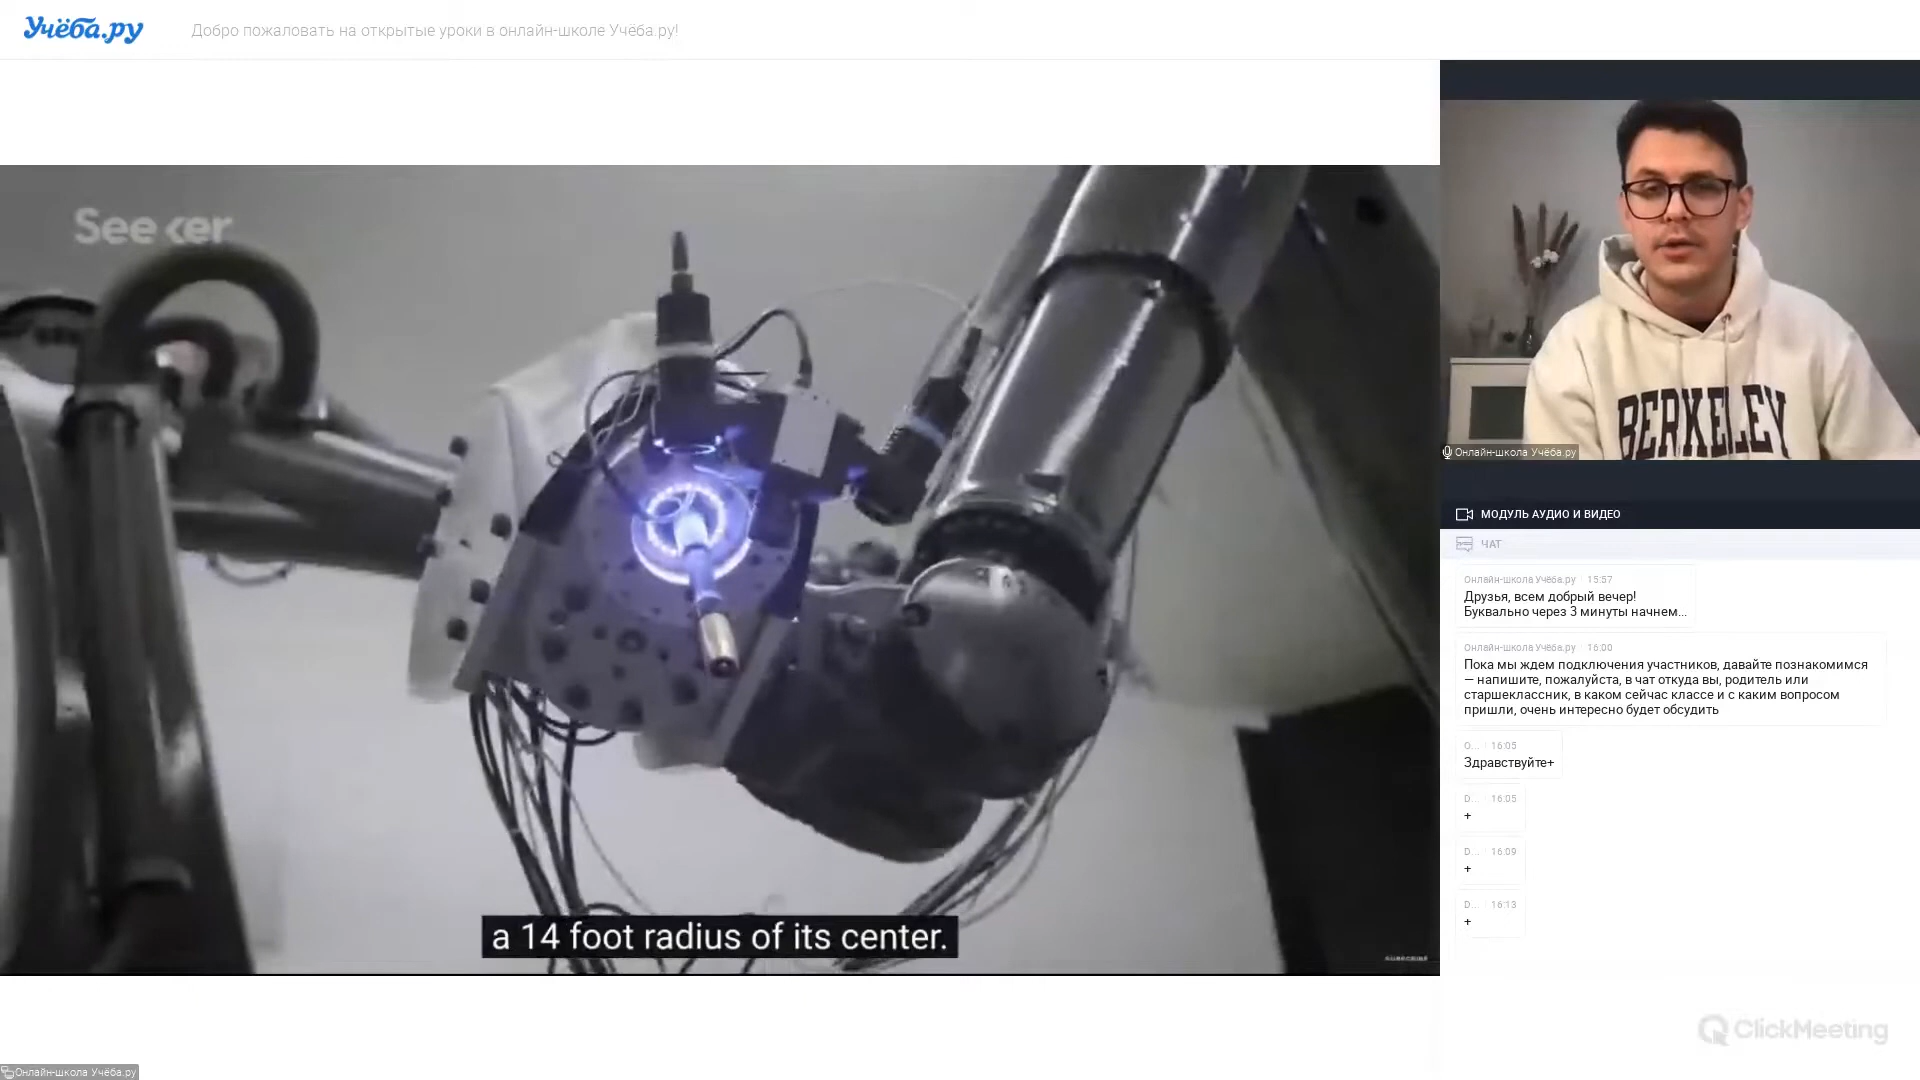 Учёба.ру
Добро пожаловать на открытые уроки в онлайн-школе Учёба.ру!
Seeker
a 14 foot radius of its center.
SUBSCRIBE
Онлайн-школа Учёба.ру
BERKELEY
Онлайн-школа Учёба.ру
МОДУЛЬ АУДИО И ВИДЕО
ЧАТ
Онлайн-школа Учёба.ру 15:57
Друзья, всем добрый вечер!
Буквально через 3 минуты начнем...
Онлайн-школа Учёба.ру 16:00
Пока мы ждем подключения участников, давайте познакомимся
— напишите, пожалуйста, в чат откуда вы, родитель или
старшеклассник, в каком сейчас классе и с каким вопросом
пришли, очень интересно будет обсудить
О... 16:05
Здравствуйте+
D... 16:05
+
D... 16:09
+
D... 16:13
+
ClickMeeting